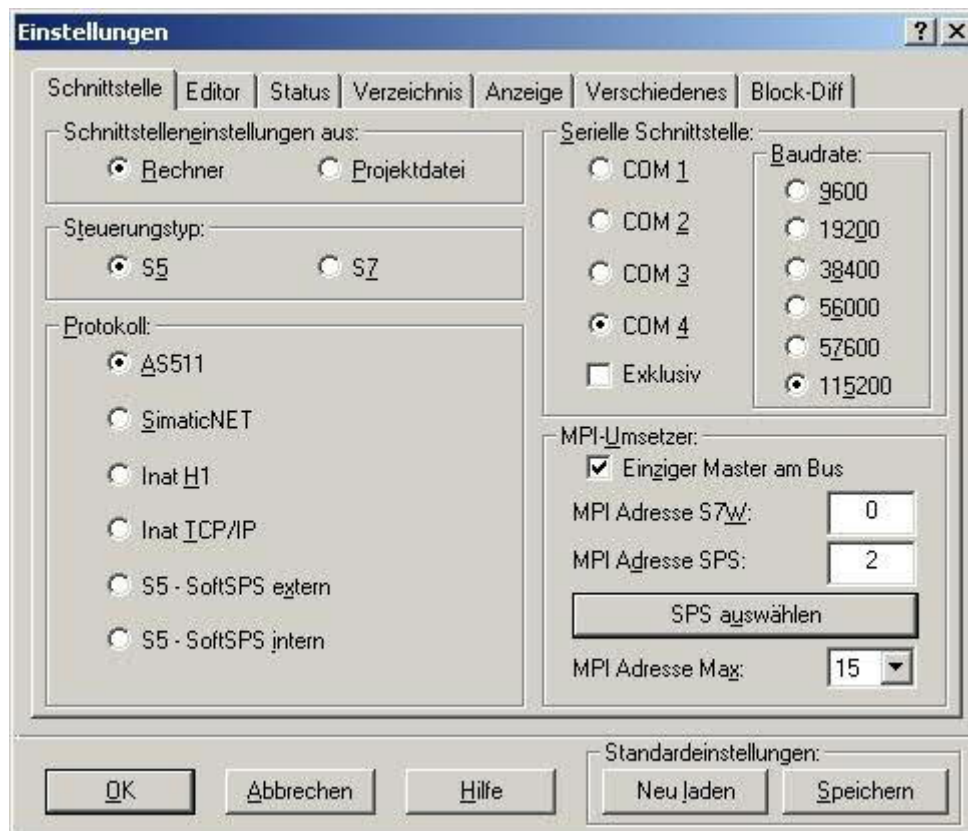 Einstellungen
Schnittstelle Editor Status Verzeichnis Anzeige Verschiedenes Block-Diff
Schnittstelleneinstellungen aus:
Rechner Projektdatei
Steuerungstyp:
S5 S7
Protokoll:
AS511
SimaticNET
Inat H1
Inat TCP/IP
S5 - SoftSPS extern
S5 - SoftSPS intern
Serielle Schnittstelle:
COM 1
COM 2
COM 3
COM 4
Exklusiv
Baudrate:
9600
19200
38400
56000
57600
115200
MPI-Umsetzer:
Einziger Master am Bus
MPI Adresse S7W: 0
MPI Adresse SPS: 2
SPS auswählen
MPI Adresse Max: 15
OK Abbrechen Hilfe
Standardeinstellungen:
Neu laden Speichern